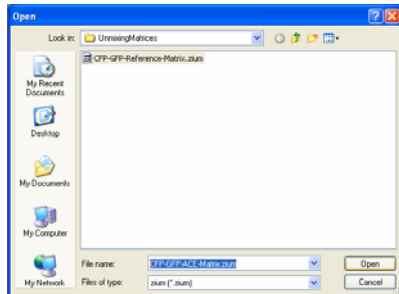 Open
Look in:
UnmixingMatrices
CFP-GFP-Reference-Matrix.zium
My Recent
Documents
Desktop
My Documents
My Computer
My Network
File name:
CFP-GFP-ACE-Matrix.zium
Open
Files of type:
zium (*.zium)
Cancel